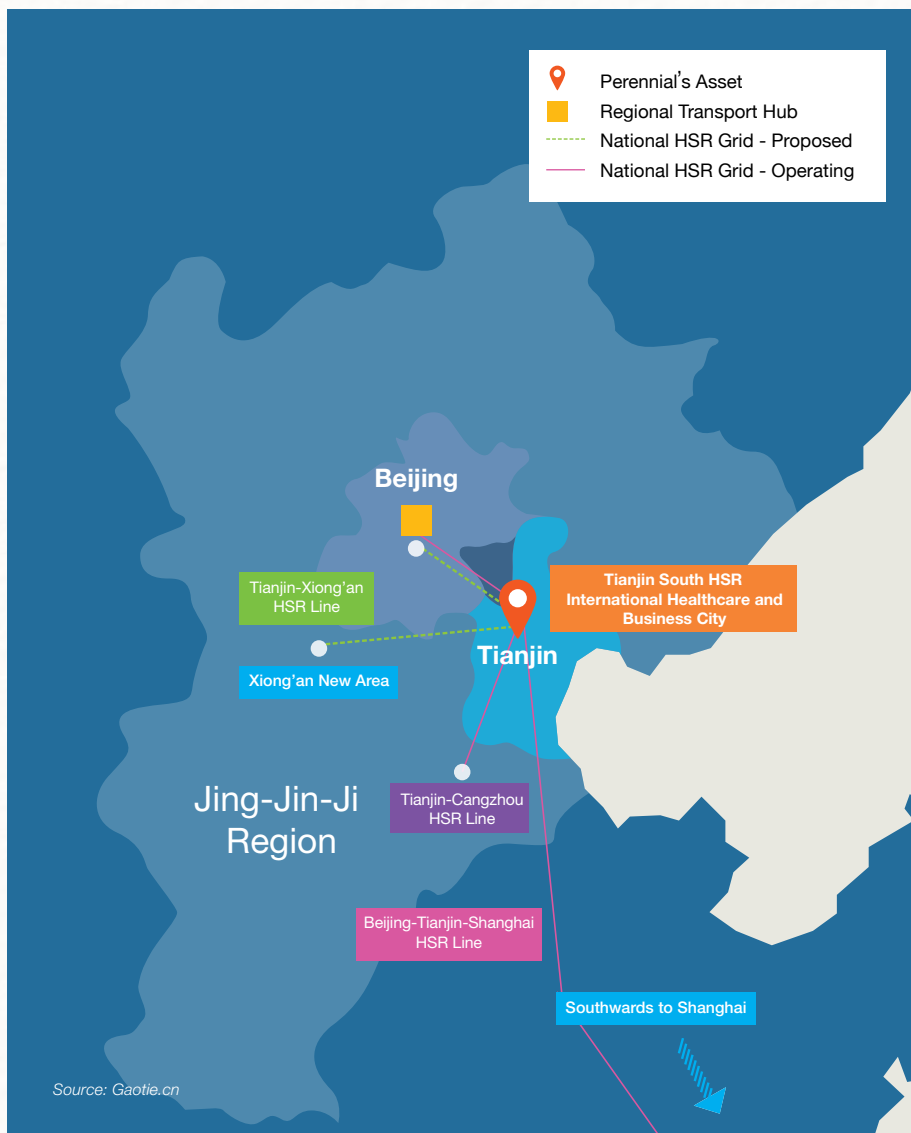 Perennial's Asset
Regional Transport Hub
National HSR Grid - Proposed
National HSR Grid - Operating
Beijing
Tianjin-Xiong'an
HSR Line
Tianjin South HSR
International Healthcare and
Business City
Tianjin
Xiong'an New Area
Jing-Jin-Ji
Region
Tianjin-Cangzhou
HSR Line
Beijing-Tianjin-Shanghai
HSR Line
Southwards to Shanghai
Source: Gaotie.cn